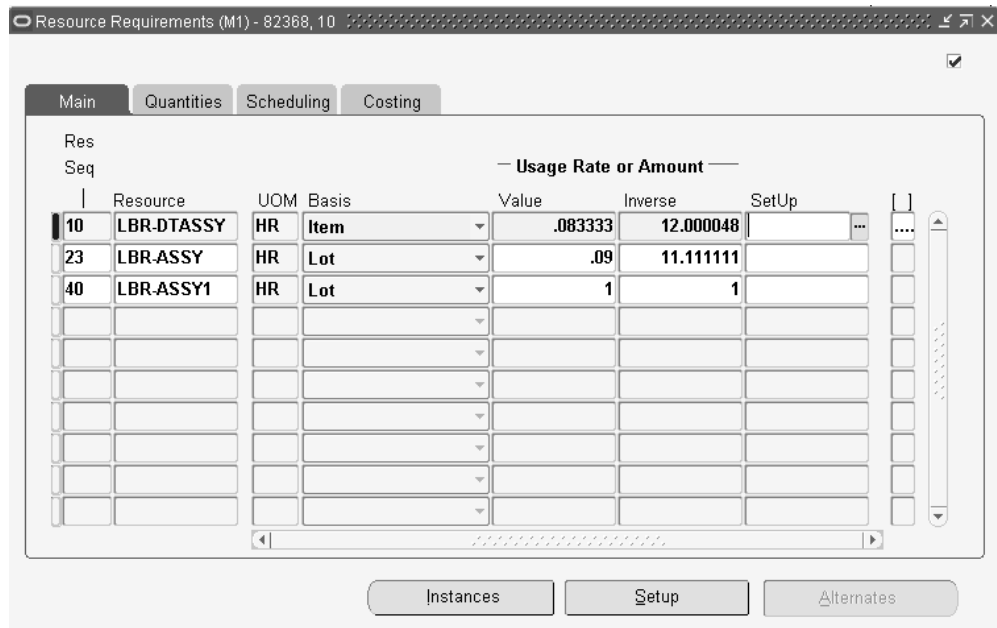 Resource Requirements (M1) - 82368, 10
Main Quantities Scheduling Costing
Res
Seq
Usage Rate or Amount
Resource UOM Basis Value Inverse SetUp [ ]
10 LBR-DTASSY HR Item .083333 12.000048 ... ....
23 LBR-ASSY HR Lot .09 11.111111
40 LBR-ASSY1 HR Lot 1 1
Instances Setup Alternates